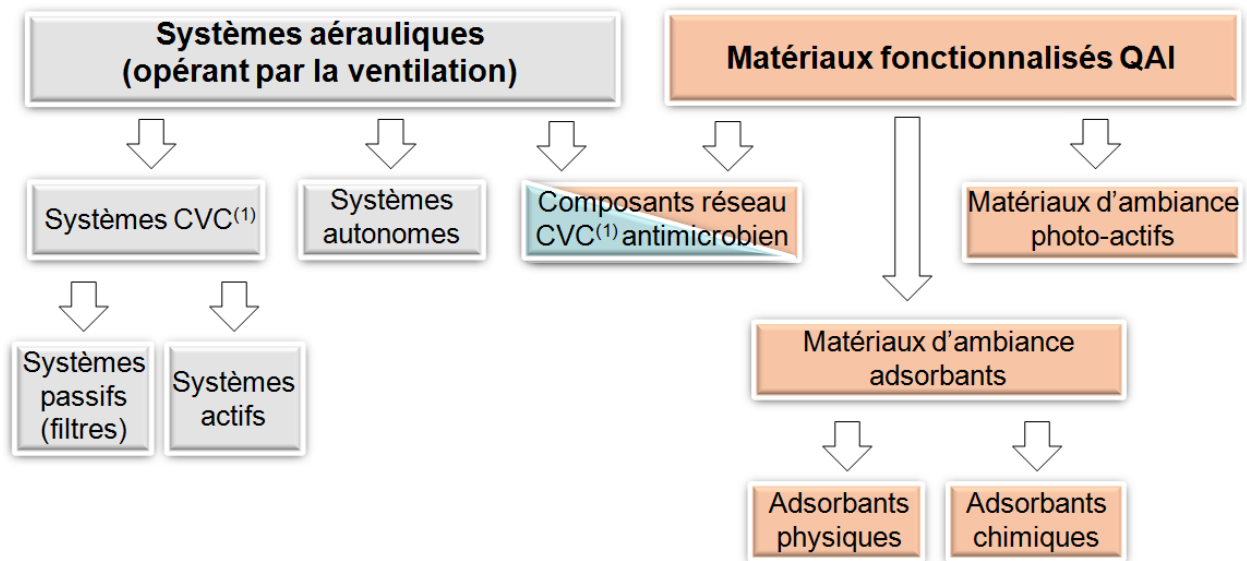 Systèmes aérauliques
(opérant par la ventilation)
Matériaux fonctionnalisés QAI
Systèmes CVC⁽¹⁾
Systèmes
autonomes
Composants réseau
CVC⁽¹⁾ antimicrobien
Matériaux d’ambiance
photo-actifs
Systèmes
passifs
(filtres)
Systèmes
actifs
Matériaux d’ambiance
adsorbants
Adsorbants
physiques
Adsorbants
chimiques